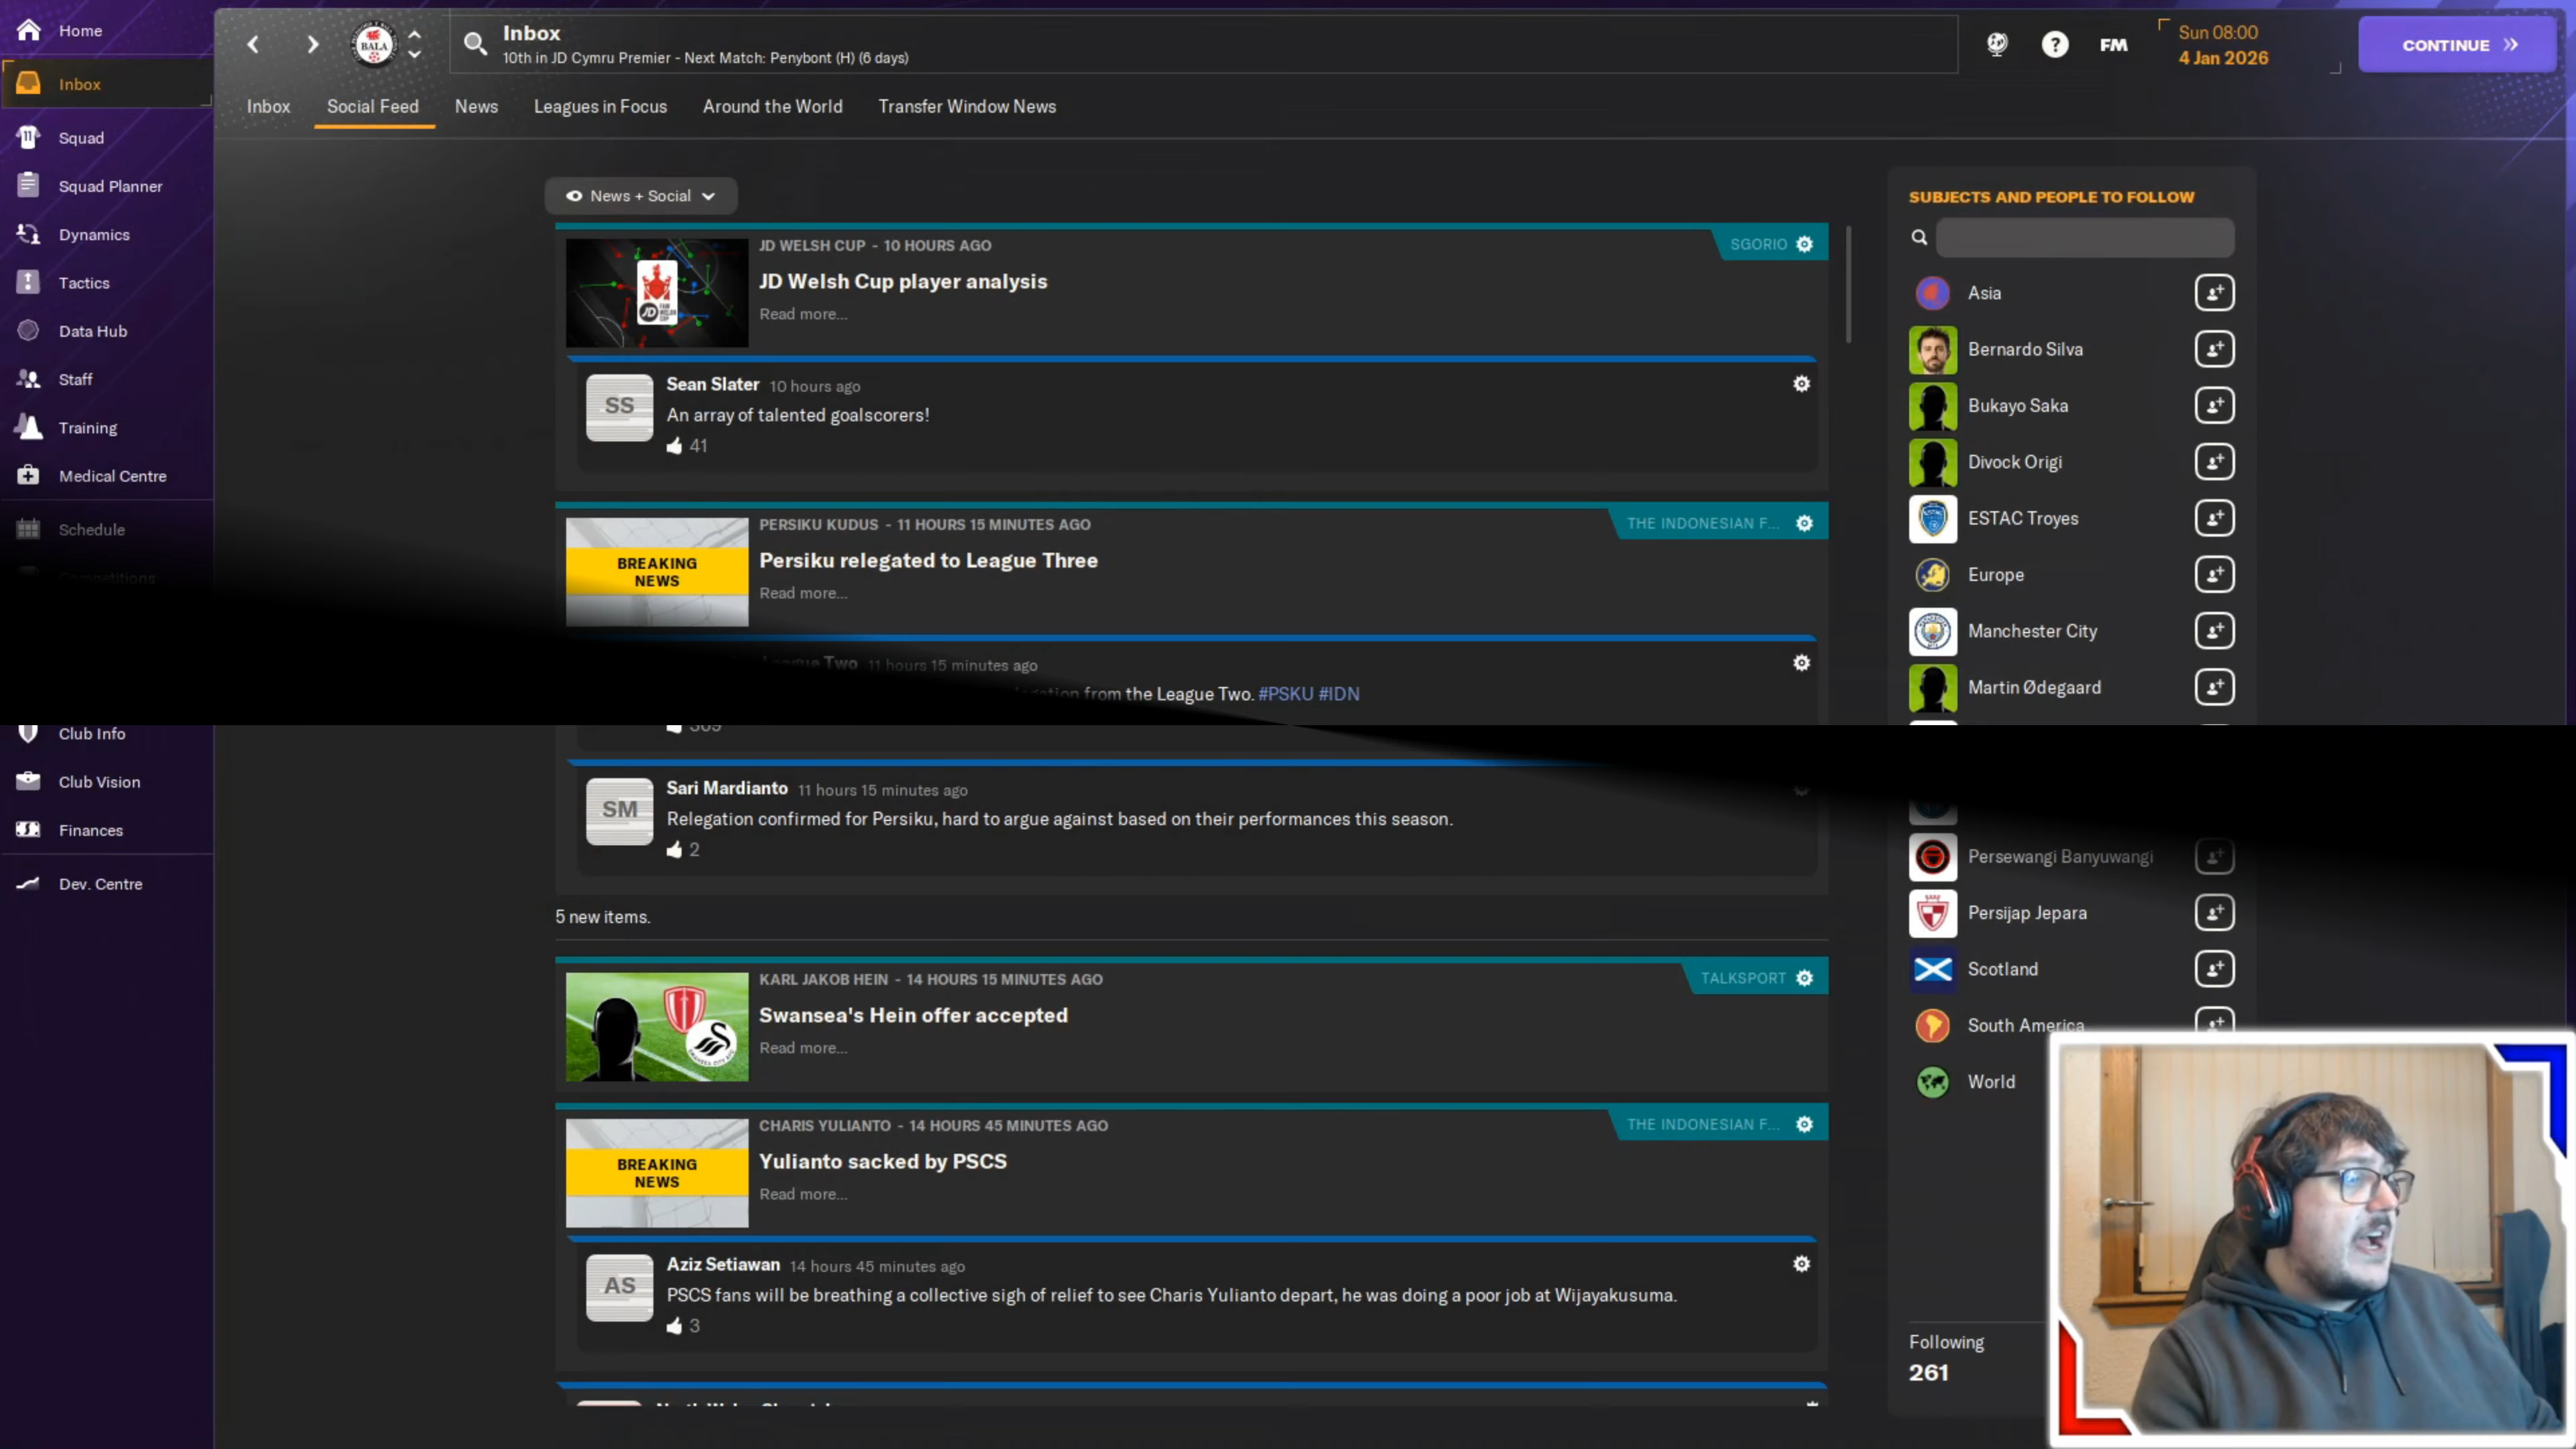 Home
Inbox
Squad
Squad Planner
Dynamics
Tactics
Data Hub
Staff
Training
Medical Centre
Schedule
Competitions
Club Info
Club Vision
Finances
Dev. Centre
BALA
Inbox
10th in JD Cymru Premier - Next Match: Penybont (H) (6 days)
FM
Sun 08:00
4 Jan 2026
CONTINUE
Inbox
Social Feed
News
Leagues in Focus
Around the World
Transfer Window News
News + Social
JD WELSH CUP - 10 HOURS AGO
SGORIO
JD Welsh Cup player analysis
Read more...
SS
Sean Slater 10 hours ago
An array of talented goalscorers!
41
PERSIKU KUDUS - 11 HOURS 15 MINUTES AGO
THE INDONESIAN F...
BREAKING
NEWS
Persiku relegated to League Three
Read more...
League Two 11 hours 15 minutes ago
from the League Two. #PSKU #IDN
SM
Sari Mardianto 11 hours 15 minutes ago
Relegation confirmed for Persiku, hard to argue against based on their performances this season.
2
5 new items.
KARL JAKOB HEIN - 14 HOURS 15 MINUTES AGO
TALKSPORT
Swansea's Hein offer accepted
Read more...
CHARIS YULIANTO - 14 HOURS 45 MINUTES AGO
THE INDONESIAN F...
BREAKING
NEWS
Yulianto sacked by PSCS
Read more...
AS
Aziz Setiawan 14 hours 45 minutes ago
PSCS fans will be breathing a collective sigh of relief to see Charis Yulianto depart, he was doing a poor job at Wijayakusuma.
3
SUBJECTS AND PEOPLE TO FOLLOW
Asia
Bernardo Silva
Bukayo Saka
Divock Origi
ESTAC Troyes
Europe
Manchester City
Martin Ødegaard
Persewangi Banyuwangi
Persijap Jepara
Scotland
South America
World
Following
261